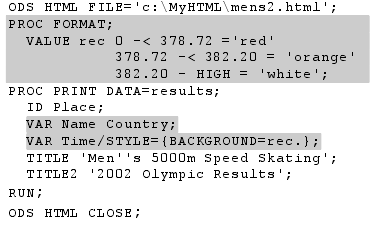 ODS HTML FILE='c:\MyHTML\mens2.html';
PROC FORMAT;
VALUE rec 0 -< 378.72 ='red'
378.72 -< 382.20 = 'orange'
382.20 - HIGH = 'white';
PROC PRINT DATA=results;
ID Place;
VAR Name Country;
VAR Time/STYLE={BACKGROUND=rec.};
TITLE 'Men''s 5000m Speed Skating';
TITLE2 '2002 Olympic Results';
RUN;
ODS HTML CLOSE;